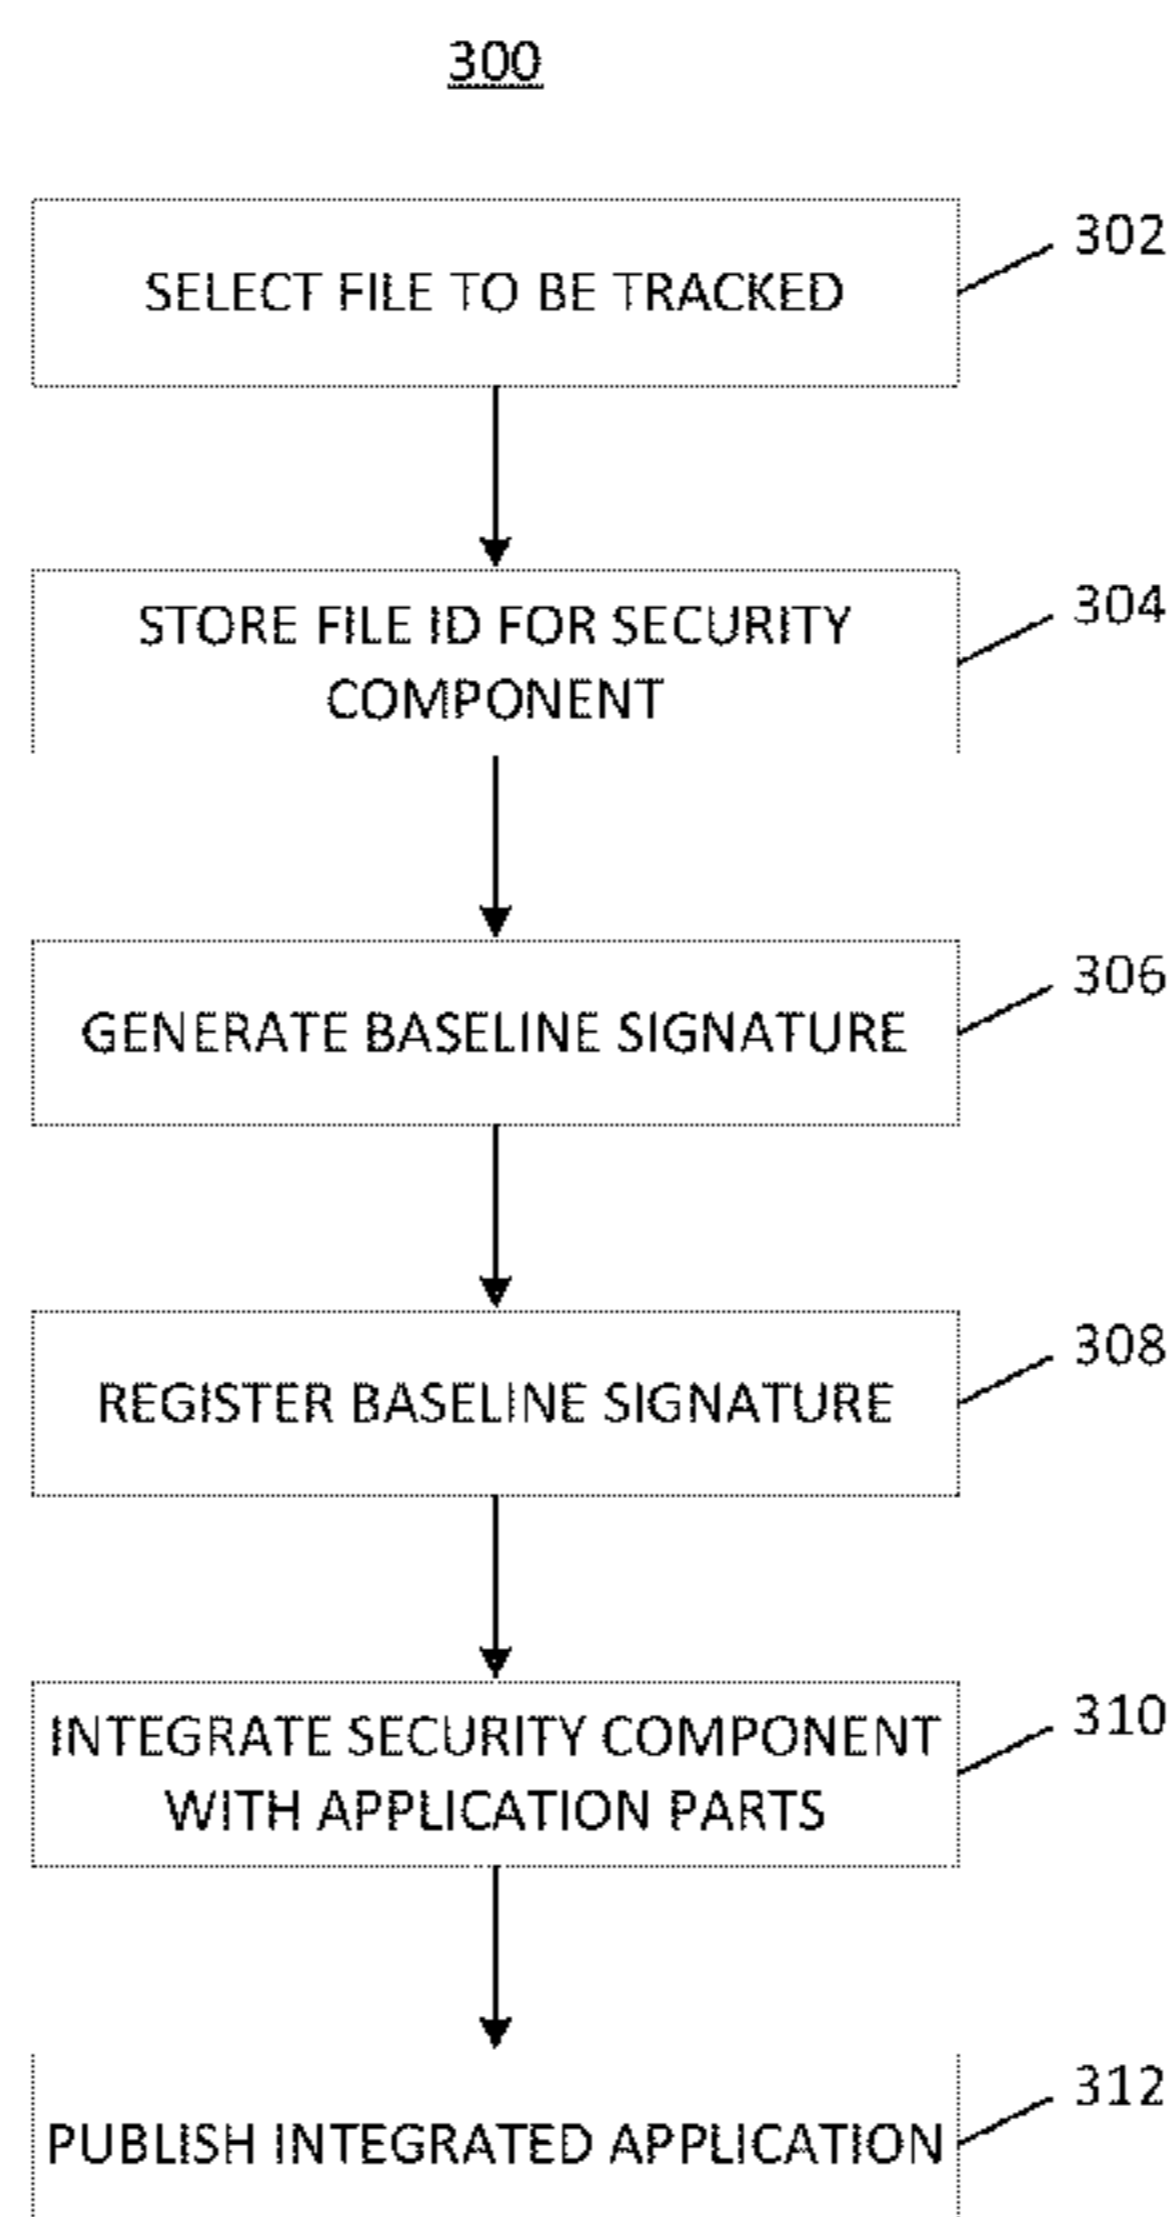 300
302
SELECT FILE TO BE TRACKED
304
STORE FILE ID FOR SECURITY
COMPONENT
306
GENERATE BASELINE SIGNATURE
308
REGISTER BASELINE SIGNATURE
310
INTEGRATE SECURITY COMPONENT
WITH APPLICATION PARTS
312
PUBLISH INTEGRATED APPLICATION